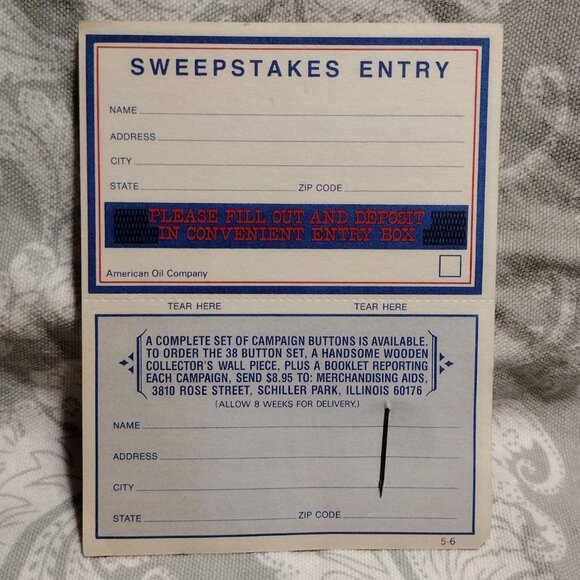 SWEEPSTAKES ENTRY
NAME
ADDRESS
CITY
STATE ZIP CODE
PLEASE FILL OUT AND DEPOSIT
IN CONVENIENT ENTRY BOX
American Oil Company
TEAR HERE TEAR HERE
A COMPLETE SET OF CAMPAIGN BUTTONS IS AVAILABLE.
TO ORDER THE 38 BUTTON SET, A HANDSOME WOODEN
COLLECTOR'S WALL PIECE, PLUS A BOOKLET REPORTING
EACH CAMPAIGN, SEND $8.95 TO: MERCHANDISING AIDS,
3810 ROSE STREET, SCHILLER PARK, ILLINOIS 60176
(ALLOW 8 WEEKS FOR DELIVERY.)
NAME
ADDRESS
CITY
STATE ZIP CODE
5-6